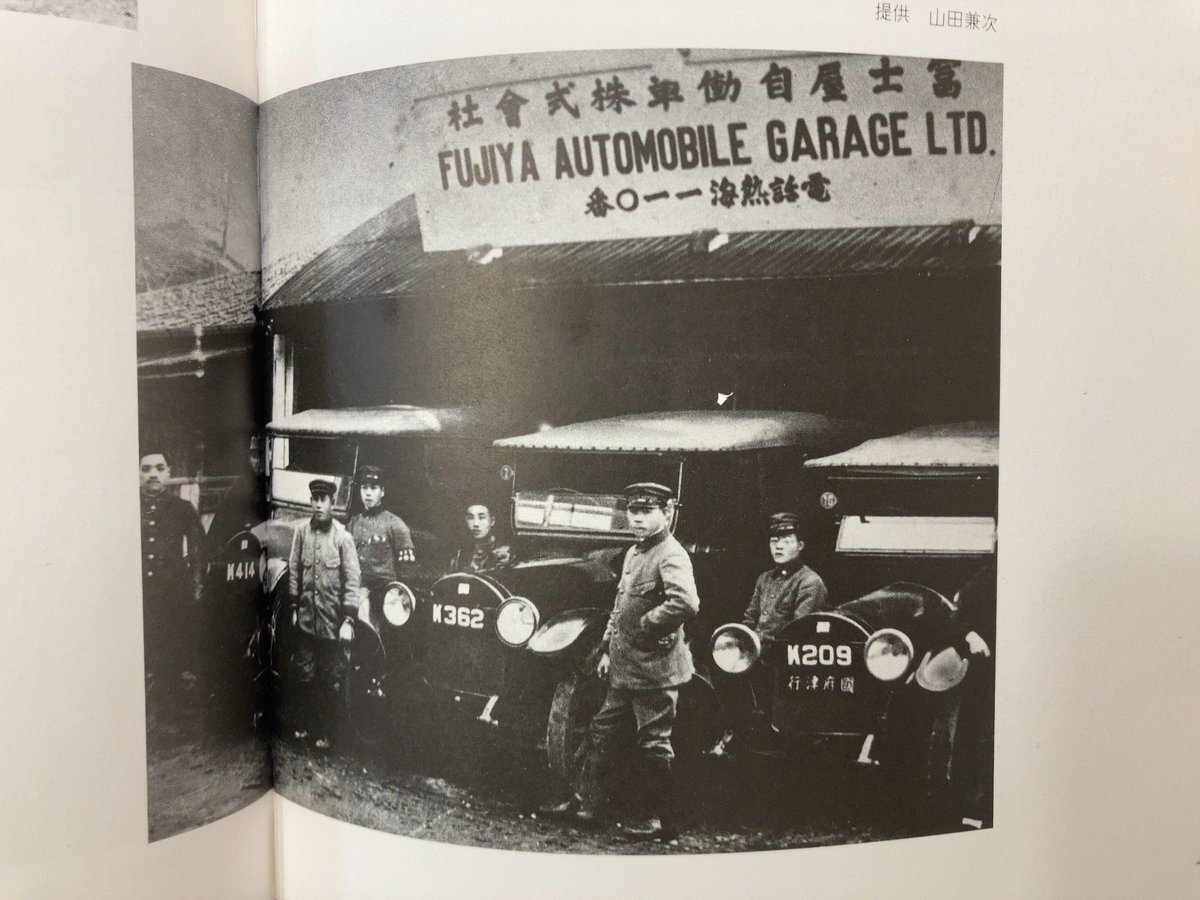 提供 山田兼次
富士屋自働車株式會社
FUJIYA AUTOMOBILE GARAGE LTD.
電話熱海一一〇番
K414
K362
K209
國府津行